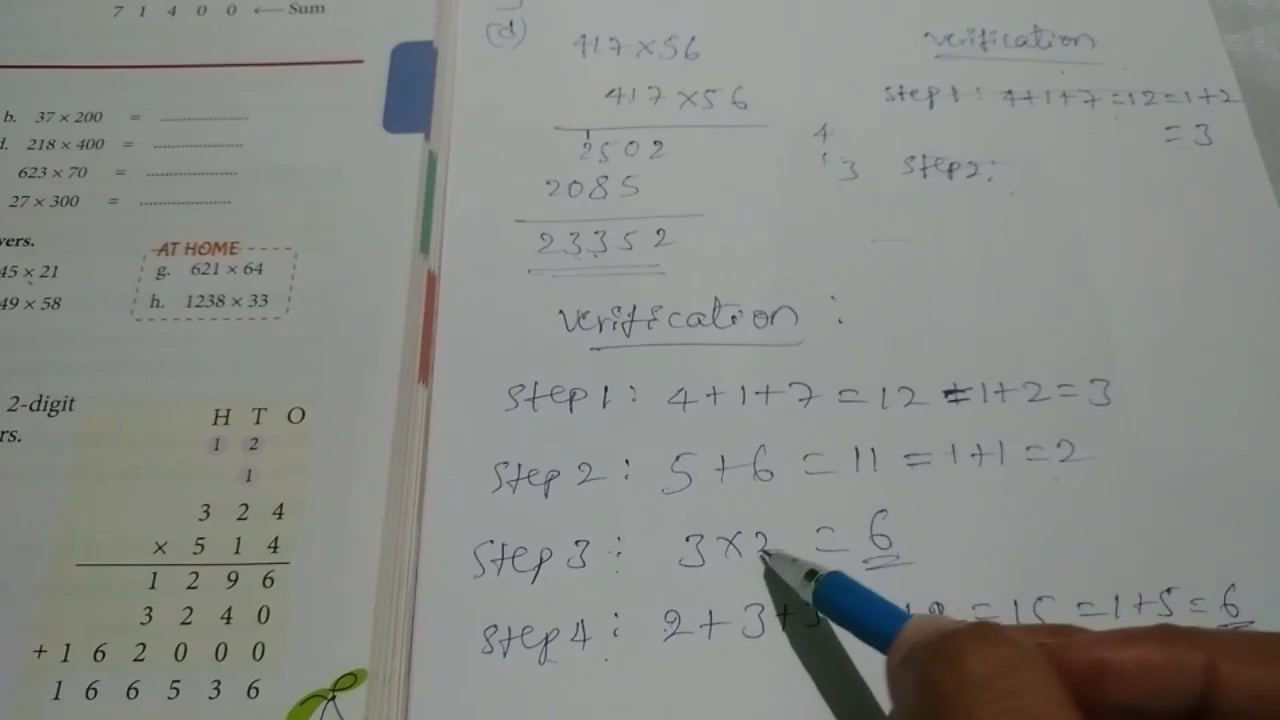 7 1 4 0 0 ← Sum
b. 37 × 200 = ....................
d. 218 × 400 = ....................
623 × 70 = ....................
27 × 300 = ....................
vers.
45 × 21
49 × 58
AT HOME
g. 621 × 64
h. 1238 × 33
2-digit
rs.
H T O
1 2
1
3 2 4
× 5 1 4
1 2 9 6
3 2 4 0
+ 1 6 2 0 0 0
1 6 6 5 3 6
(d)
417 × 56
417 × 56
2502
2085
23352
verification
Step 1: 4+1+7 = 12 = 1+2
= 3
4
1 3
Step 2:
Verification :
Step 1 : 4+1+7 = 12 = 1+2 = 3
Step 2 : 5+6 = 11 = 1+1 = 2
Step 3 : 3×2 = 6
Step 4 : 2+3+3 = 15 = 1+5 = 6